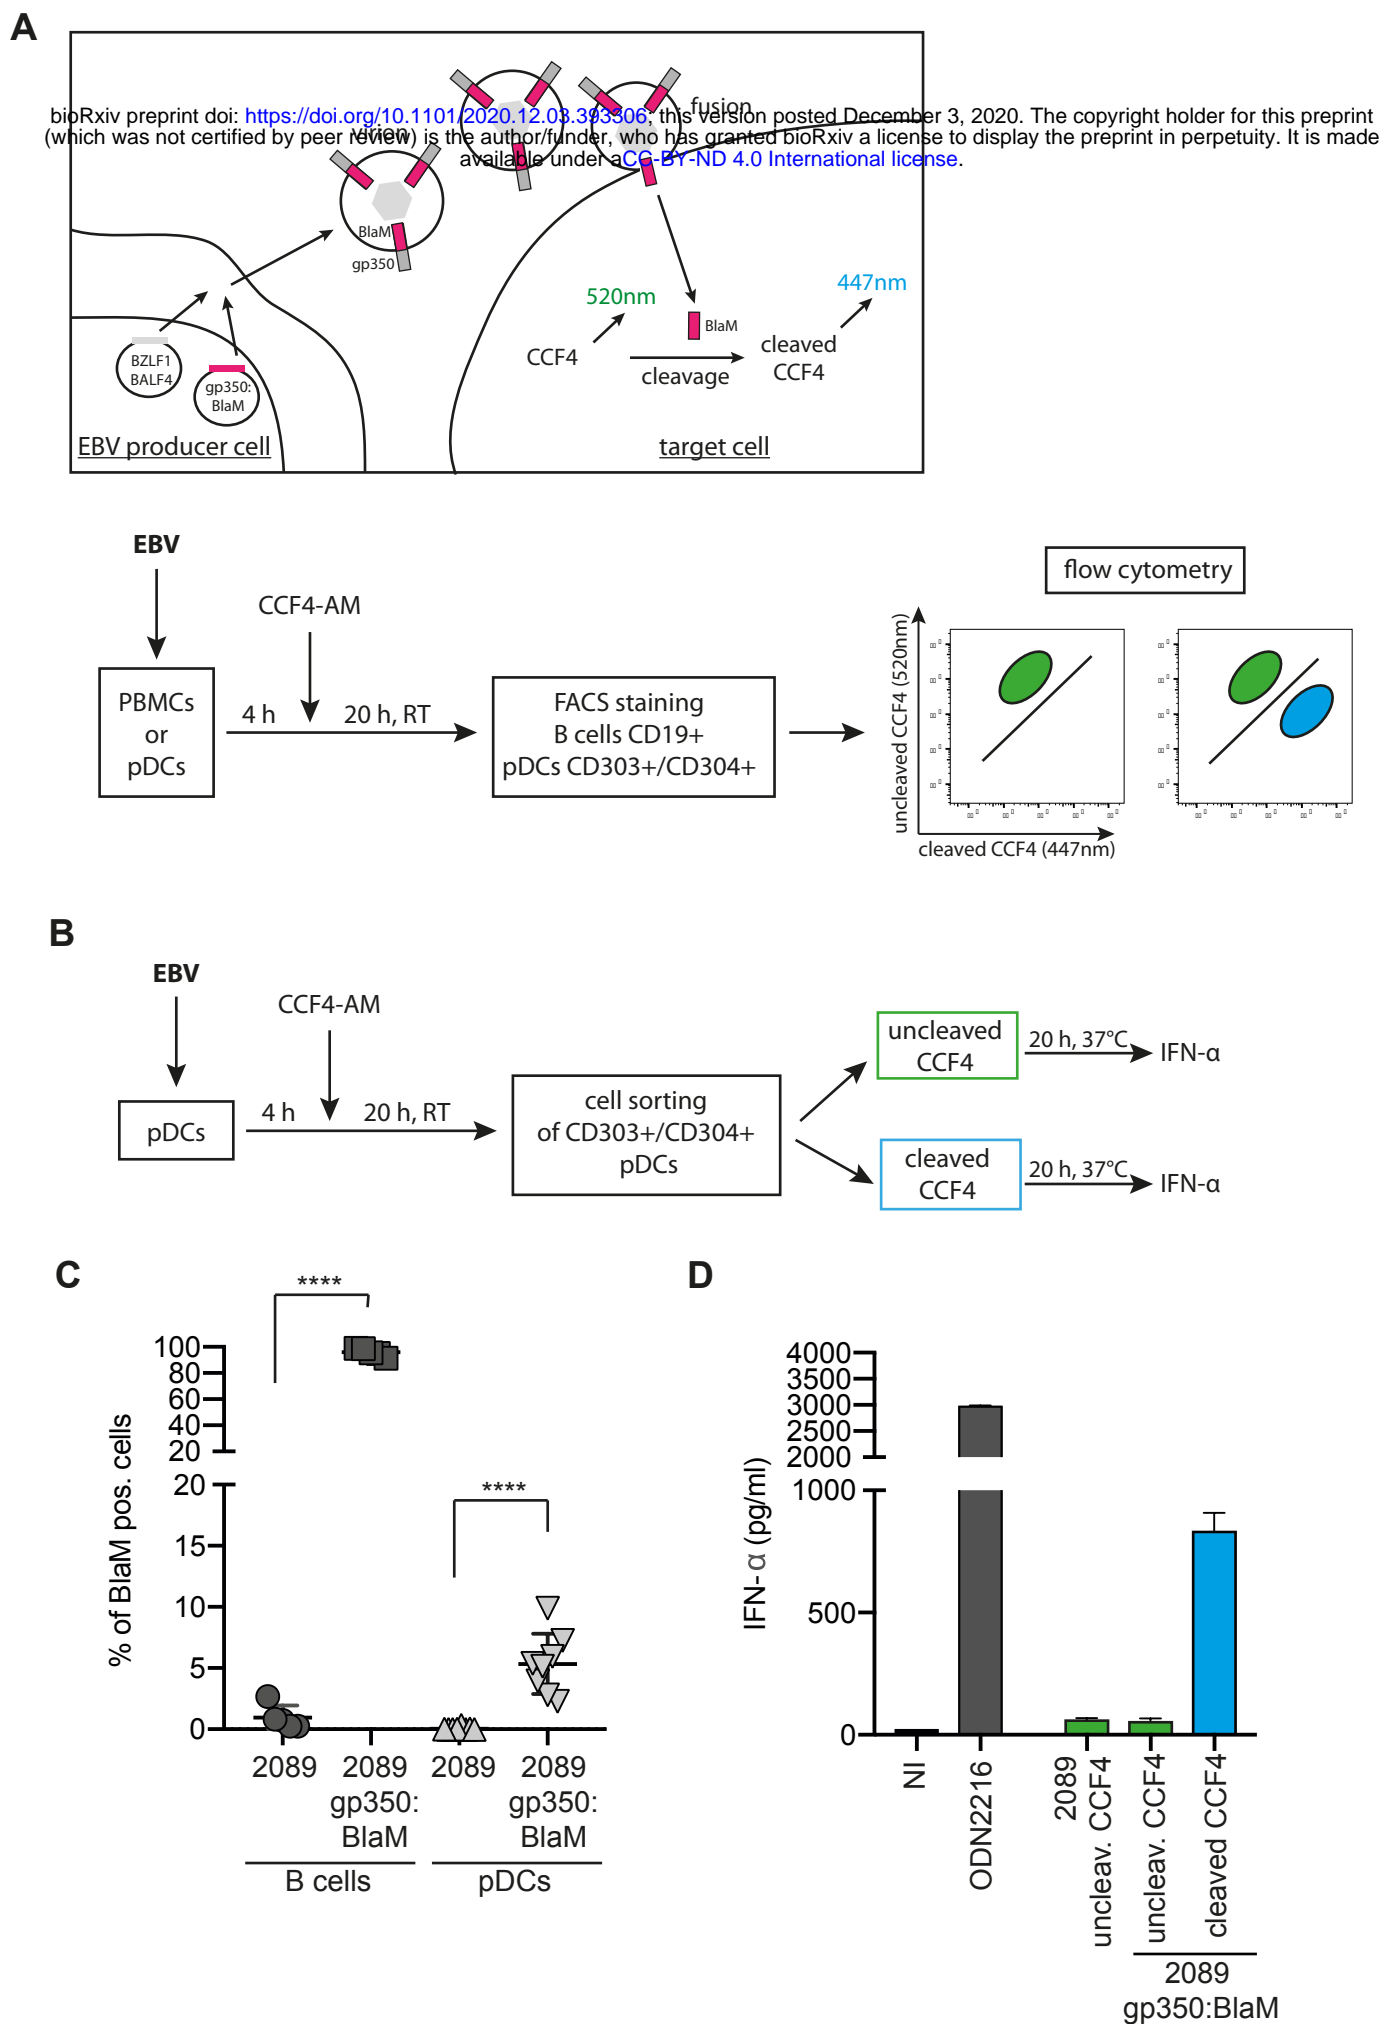 A
bioRxiv preprint doi: https://doi.org/10.1101/2020.12.03.393306; this version posted December 3, 2020. The copyright holder for this preprint
(which was not certified by peer review) is the author/funder, who has granted bioRxiv a license to display the preprint in perpetuity. It is made
available under aCC-BY-ND 4.0 International license.
fusion
virion
BlaM
gp350
520nm
447nm
BlaM
CCF4
cleavage
cleaved
CCF4
BZLF1
BALF4
gp350:
BlaM
EBV producer cell
target cell
EBV
CCF4-AM
PBMCs
or
pDCs
4 h
20 h, RT
FACS staining
B cells CD19+
pDCs CD303+/CD304+
flow cytometry
uncleaved CCF4 (520nm)
cleaved CCF4 (447nm)
B
EBV
CCF4-AM
pDCs
4 h
20 h, RT
cell sorting
of CD303+/CD304+
pDCs
uncleaved
CCF4
20 h, 37°C
IFN-α
cleaved
CCF4
20 h, 37°C
IFN-α
C
% of BlaM pos. cells
100
80
60
40
20
20
15
10
5
0
****
****
2089
2089
gp350:
BlaM
2089
2089
gp350:
BlaM
B cells
pDCs
D
IFN- α (pg/ml)
4000
3500
3000
2500
2000
1000
500
0
NI
ODN2216
2089
uncleav. CCF4
uncleav. CCF4
cleaved CCF4
2089
gp350:BlaM